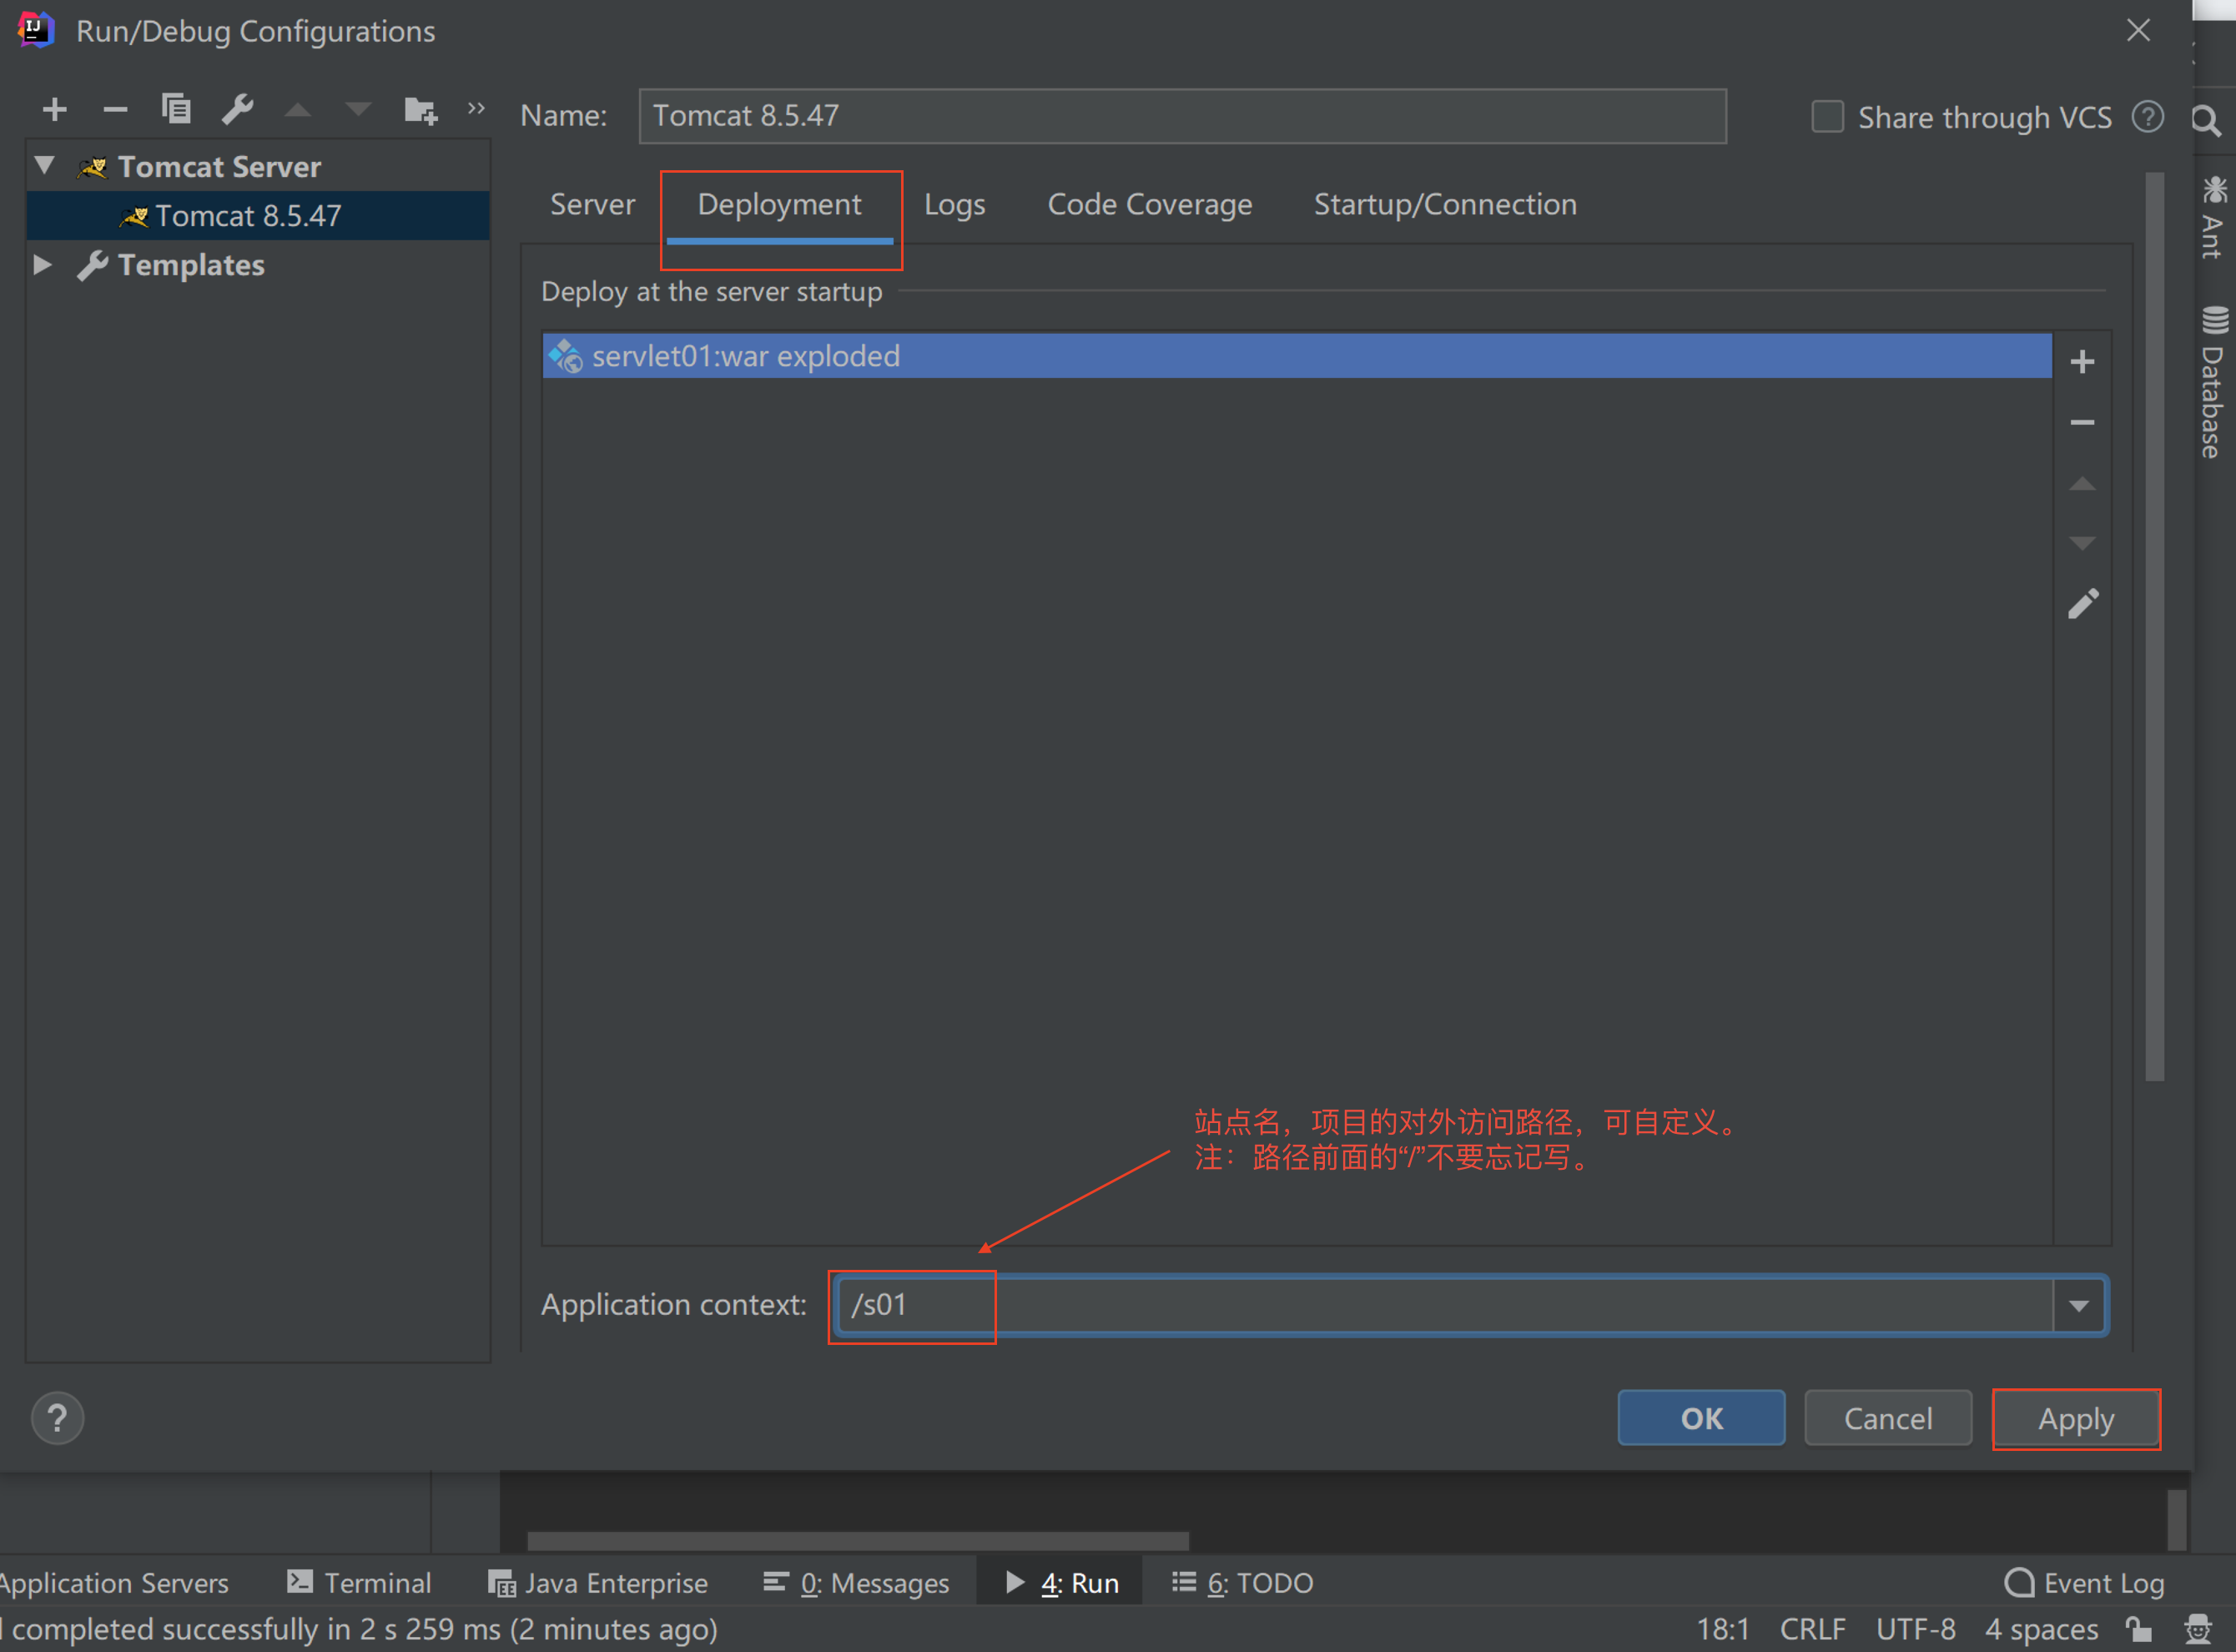 Run/Debug Configurations
Name:
Tomcat 8.5.47
Share through VCS
Tomcat Server
Tomcat 8.5.47
Templates
Server
Deployment
Logs
Code Coverage
Startup/Connection
Deploy at the server startup
servlet01:war exploded
Ant
Database
站点名，项目的对外访问路径，可自定义。
注：路径前面的“/”不要忘记写。
Application context:
/s01
OK
Cancel
Apply
Application Servers
Terminal
Java Enterprise
0: Messages
4: Run
6: TODO
Event Log
completed successfully in 2 s 259 ms (2 minutes ago)
18:1
CRLF
UTF-8
4 spaces